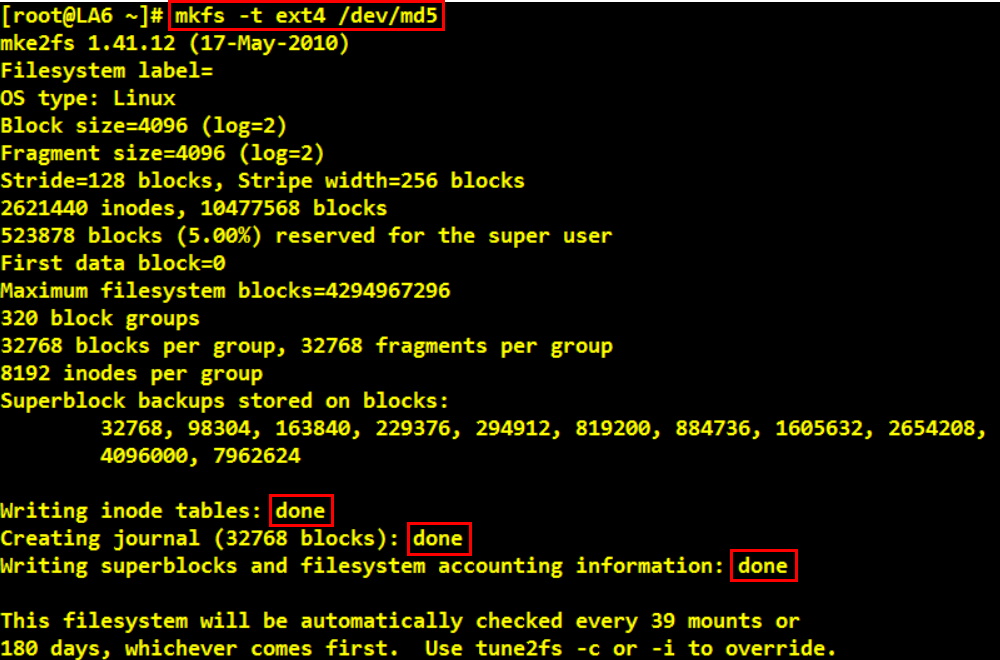 [root@LA6 ~]# mkfs -t ext4 /dev/md5
mke2fs 1.41.12 (17-May-2010)
Filesystem label=
OS type: Linux
Block size=4096 (log=2)
Fragment size=4096 (log=2)
Stride=128 blocks, Stripe width=256 blocks
2621440 inodes, 10477568 blocks
523878 blocks (5.00%) reserved for the super user
First data block=0
Maximum filesystem blocks=4294967296
320 block groups
32768 blocks per group, 32768 fragments per group
8192 inodes per group
Superblock backups stored on blocks:
32768, 98304, 163840, 229376, 294912, 819200, 884736, 1605632, 2654208,
4096000, 7962624
Writing inode tables: done
Creating journal (32768 blocks): done
Writing superblocks and filesystem accounting information: done
This filesystem will be automatically checked every 39 mounts or
180 days, whichever comes first.  Use tune2fs -c or -i to override.